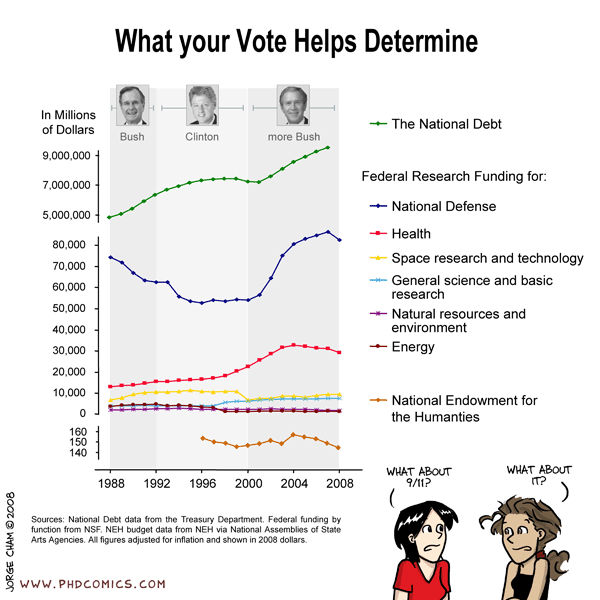 What your Vote Helps Determine
In Millions
of Dollars
Bush
Clinton
more Bush
The National Debt
9,000,000
7,000,000
5,000,000
Federal Research Funding for:
National Defense
Health
Space research and technology
General science and basic
research
Natural resources and
environment
Energy
National Endowment for
the Humanties
80,000
70,000
60,000
50,000
40,000
30,000
20,000
10,000
0
160
150
140
1988
1992
1996
2000
2004
2008
WHAT ABOUT
9/11?
WHAT ABOUT
IT?
Sources: National Debt data from the Treasury Department. Federal funding by
function from NSF. NEH budget data from NEH via National Assemblies of State
Arts Agencies. All figures adjusted for inflation and shown in 2008 dollars.
JORGE CHAM © 2008
WWW.PHDCOMICS.COM